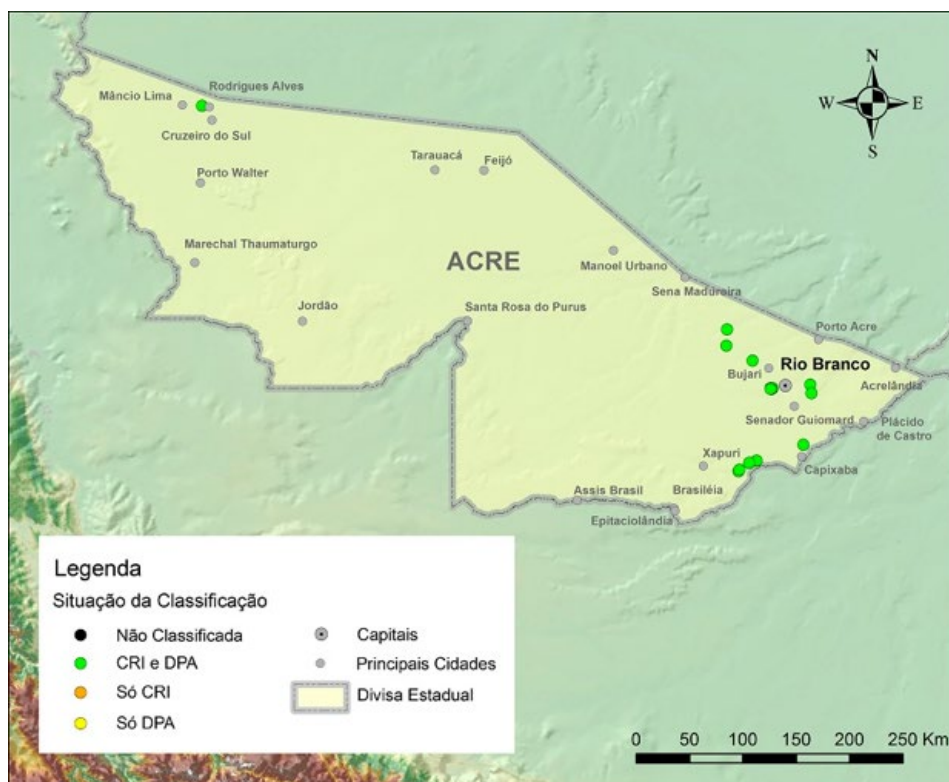 N
W
E
S
Rodrigues Alves
Mâncio Lima
Cruzeiro do Sul
Tarauacá
Feijó
Porto Walter
Marechal Thaumaturgo
ACRE
Manoel Urbano
Sena Madureira
Jordão
Santa Rosa do Purus
Porto Acre
Rio Branco
Bujari
Acrelândia
Senador Guiomard
Plácido
de Castro
Xapuri
Capixaba
Assis Brasil
Brasiléia
Epitaciolândia
Legenda
Situação da Classificação
Não Classificada
CRI e DPA
Só CRI
Só DPA
Capitais
Principais Cidades
Divisa Estadual
0 50 100 150 200 250 Km